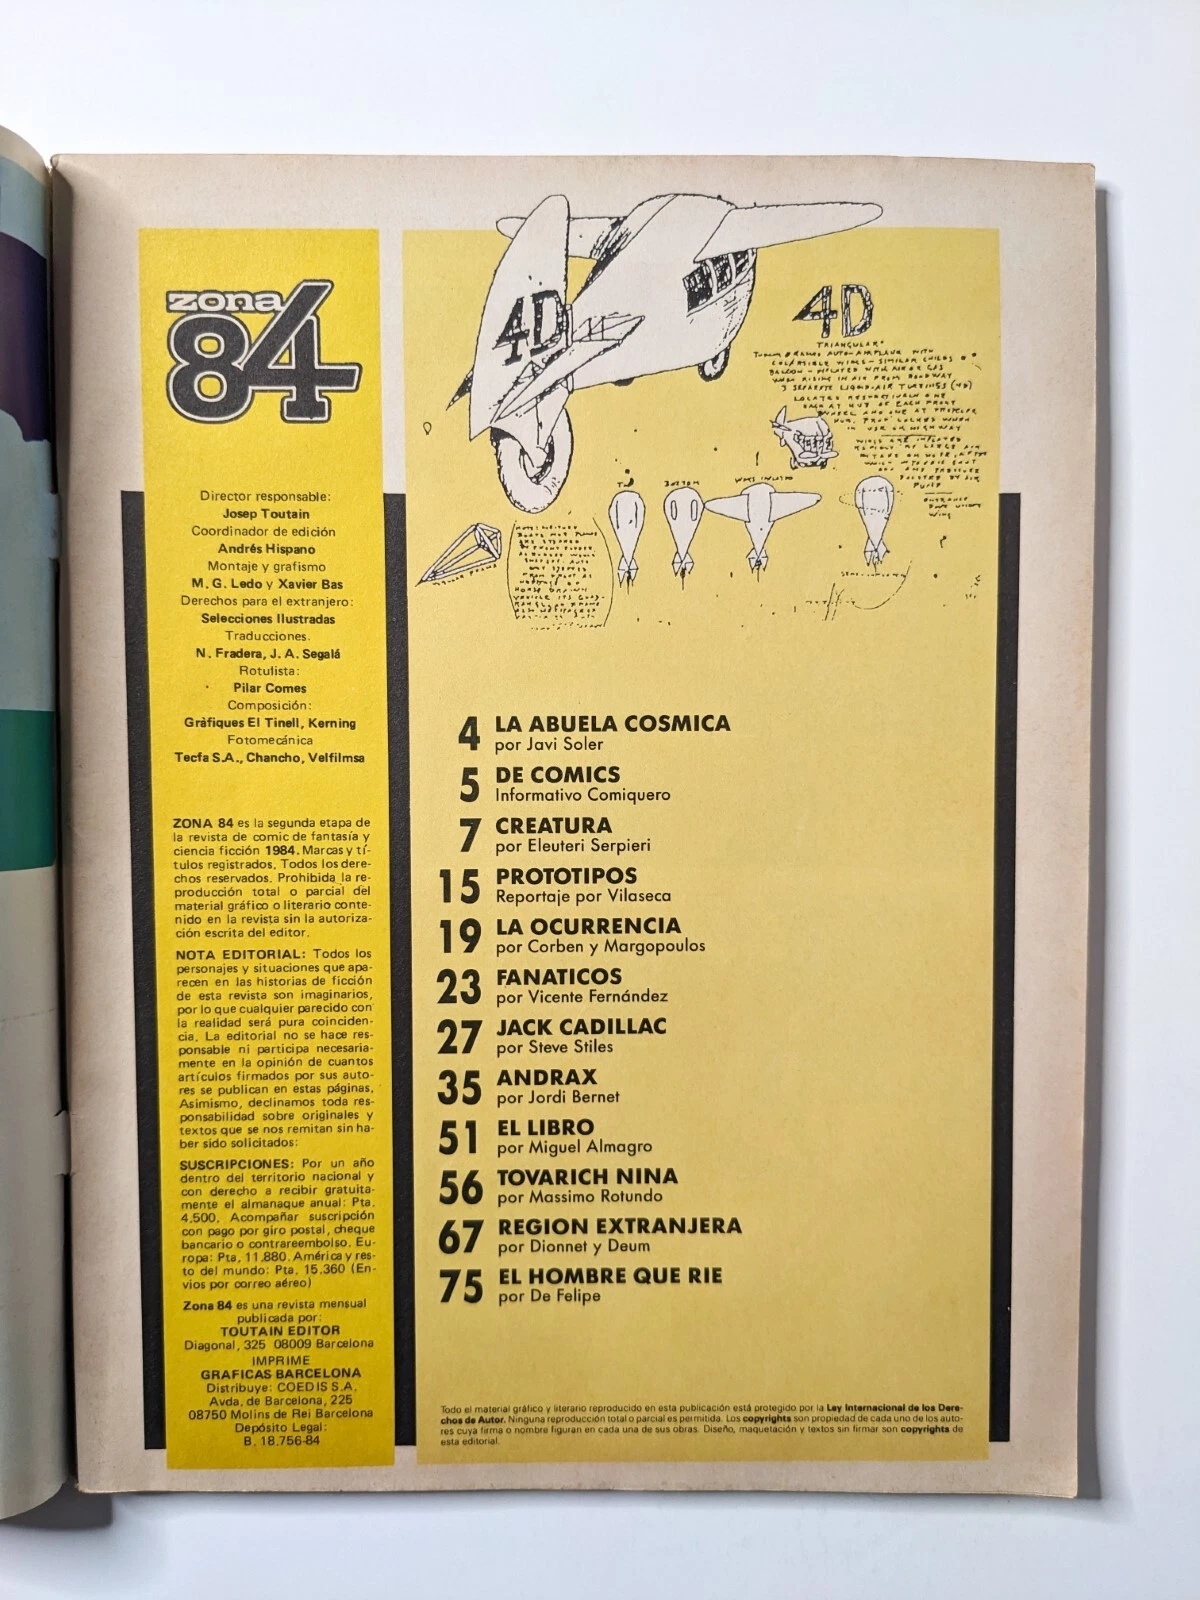 zona
84
Director responsable:
Josep Toutain
Coordinador de edición
Andrés Hispano
Montaje y grafismo
M. G. Ledo y Xavier Bas
Derechos para el extranjero:
Selecciones Ilustradas
Traducciones.
N. Fradera, J. A. Segalá
Rotulista:
Pilar Comes
Composición:
Gràfiques El Tinell, Kerning
Fotomecánica
Tecfa S.A., Chancho, Velfilmsa
ZONA 84 es la segunda etapa de
la revista de comic de fantasía y
ciencia ficción 1984. Marcas y tí-
tulos registrados. Todos los dere-
chos reservados. Prohibida la re-
producción total o parcial del
material gráfico o literario conte-
nido en la revista sin la autoriza-
ción escrita del editor.
NOTA EDITORIAL: Todos los
personajes y situaciones que apa-
recen en las historias de ficción
de esta revista son imaginarios,
por lo que cualquier parecido con
la realidad será pura coinciden-
cia. La editorial no se hace res-
ponsable ni participa necesaria-
mente en la opinión de cuantos
artículos firmados por sus auto-
res se publican en estas páginas.
Asimismo, declinamos toda res-
ponsabilidad sobre originales y
textos que se nos remitan sin ha-
ber sido solicitados:
SUSCRIPCIONES: Por un año
dentro del territorio nacional y
con derecho a recibir gratuita-
mente el almanaque anual: Pta.
4.500. Acompañar suscripción
con pago por giro postal, cheque
bancario o contrareembolso. Eu-
ropa: Pta. 11.880. América y res-
to del mundo: Pta. 15.360 (En-
víos por correo aéreo)
Zona 84 es una revista mensual
publicada por:
TOUTAIN EDITOR
Diagonal, 325 08009 Barcelona
IMPRIME
GRAFICAS BARCELONA
Distribuye: COEDIS S.A.
Avda. de Barcelona, 225
08750 Molins de Rei Barcelona
Depósito Legal:
B. 18.756-84
4D
4D
TRIANGULAR
4 LA ABUELA COSMICA
por Javi Soler
5 DE COMICS
Informativo Comiquero
7 CREATURA
por Eleuteri Serpieri
15 PROTOTIPOS
Reportaje por Vilaseca
19 LA OCURRENCIA
por Corben y Margopoulos
23 FANATICOS
por Vicente Fernández
27 JACK CADILLAC
por Steve Stiles
35 ANDRAX
por Jordi Bernet
51 EL LIBRO
por Miguel Almagro
56 TOVARICH NINA
por Massimo Rotundo
67 REGION EXTRANJERA
por Dionnet y Deum
75 EL HOMBRE QUE RIE
por De Felipe
Todo el material gráfico y literario reproducido en esta publicación está protegido por la Ley Internacional de los Dere-
chos de Autor. Ninguna reproducción total o parcial es permitida. Los copyrights son propiedad de cada uno de los auto-
res cuya firma o nombre figuran en cada una de sus obras. Diseño, maquetación y textos sin firmar son copyrights de
esta editorial.